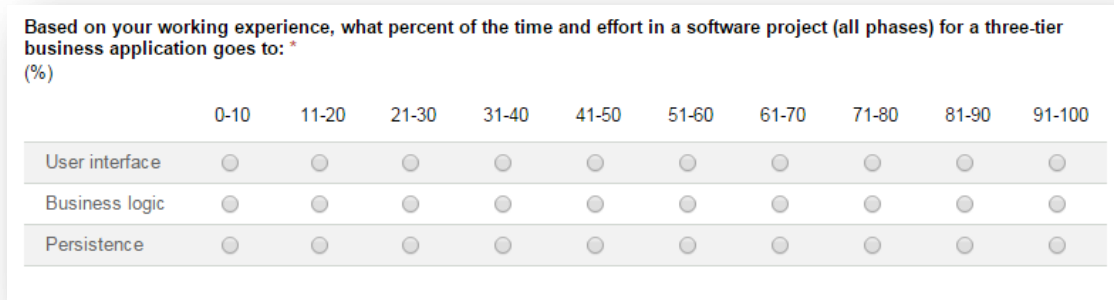 Based on your working experience, what percent of the time and effort in a software project (all phases) for a three-tier
business application goes to: *
(%)
0-10 11-20 21-30 31-40 41-50 51-60 61-70 71-80 81-90 91-100
User interface
Business logic
Persistence